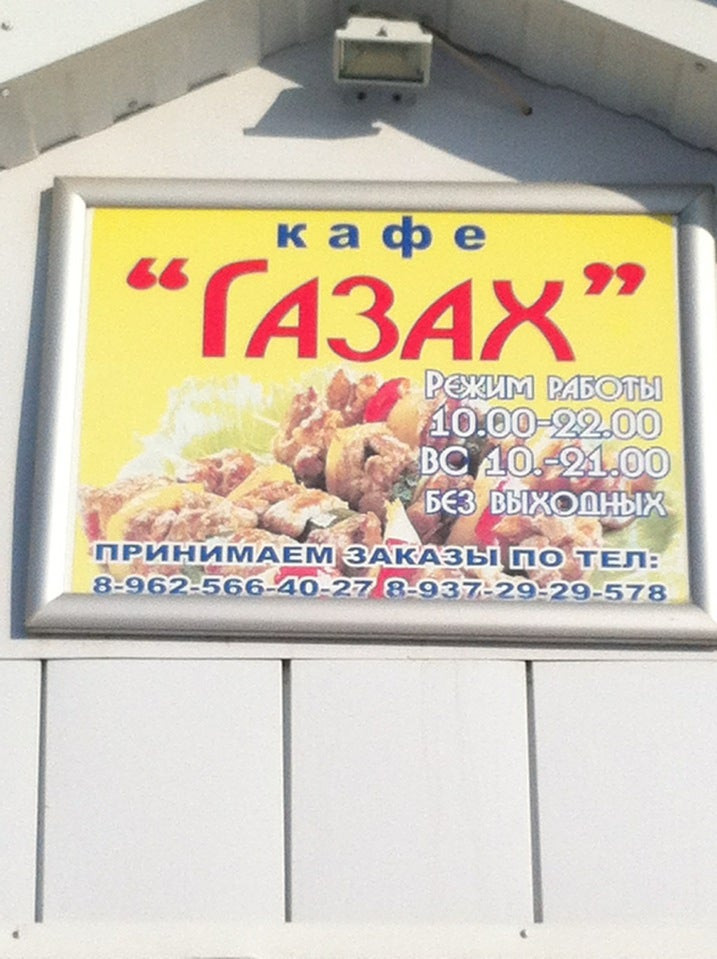 кафе
“ГАЗАХ”
Режим работы
10.00-22.00
ВС 10.-21.00
БЕЗ ВЫХОДНЫХ
ПРИНИМАЕМ ЗАКАЗЫ ПО ТЕЛ:
8-962-566-40-27 8-937-29-29-578